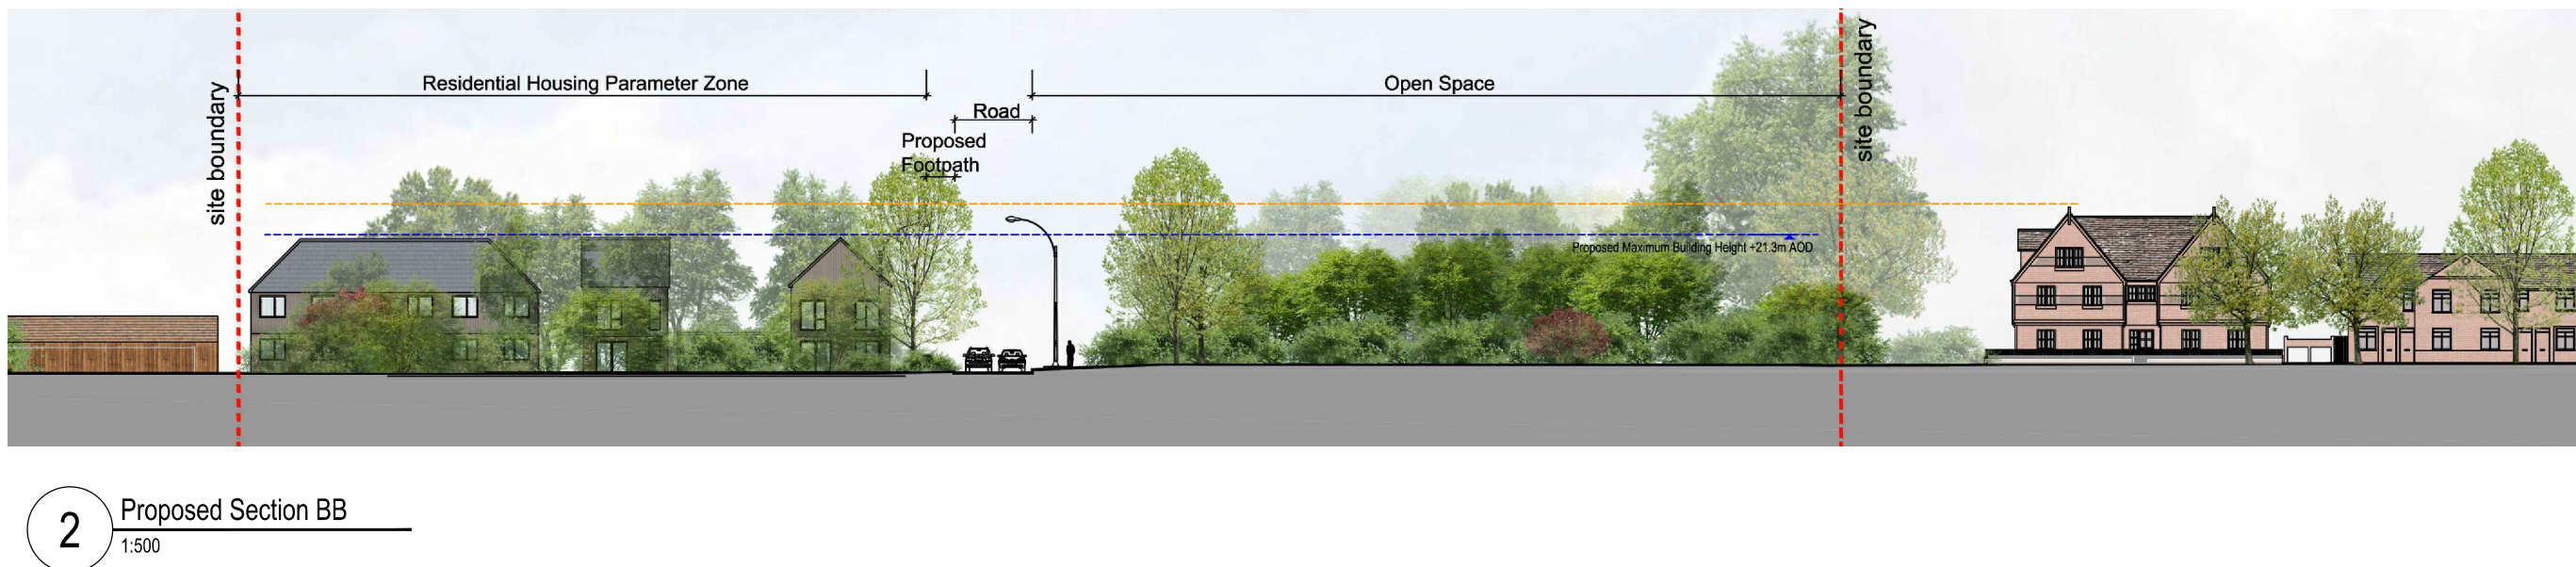 site boundary
Residential Housing Parameter Zone
Road
Proposed
Footpath
Open Space
site boundary
Proposed Maximum Building Height +21.3m AOD
2
Proposed Section BB
1:500